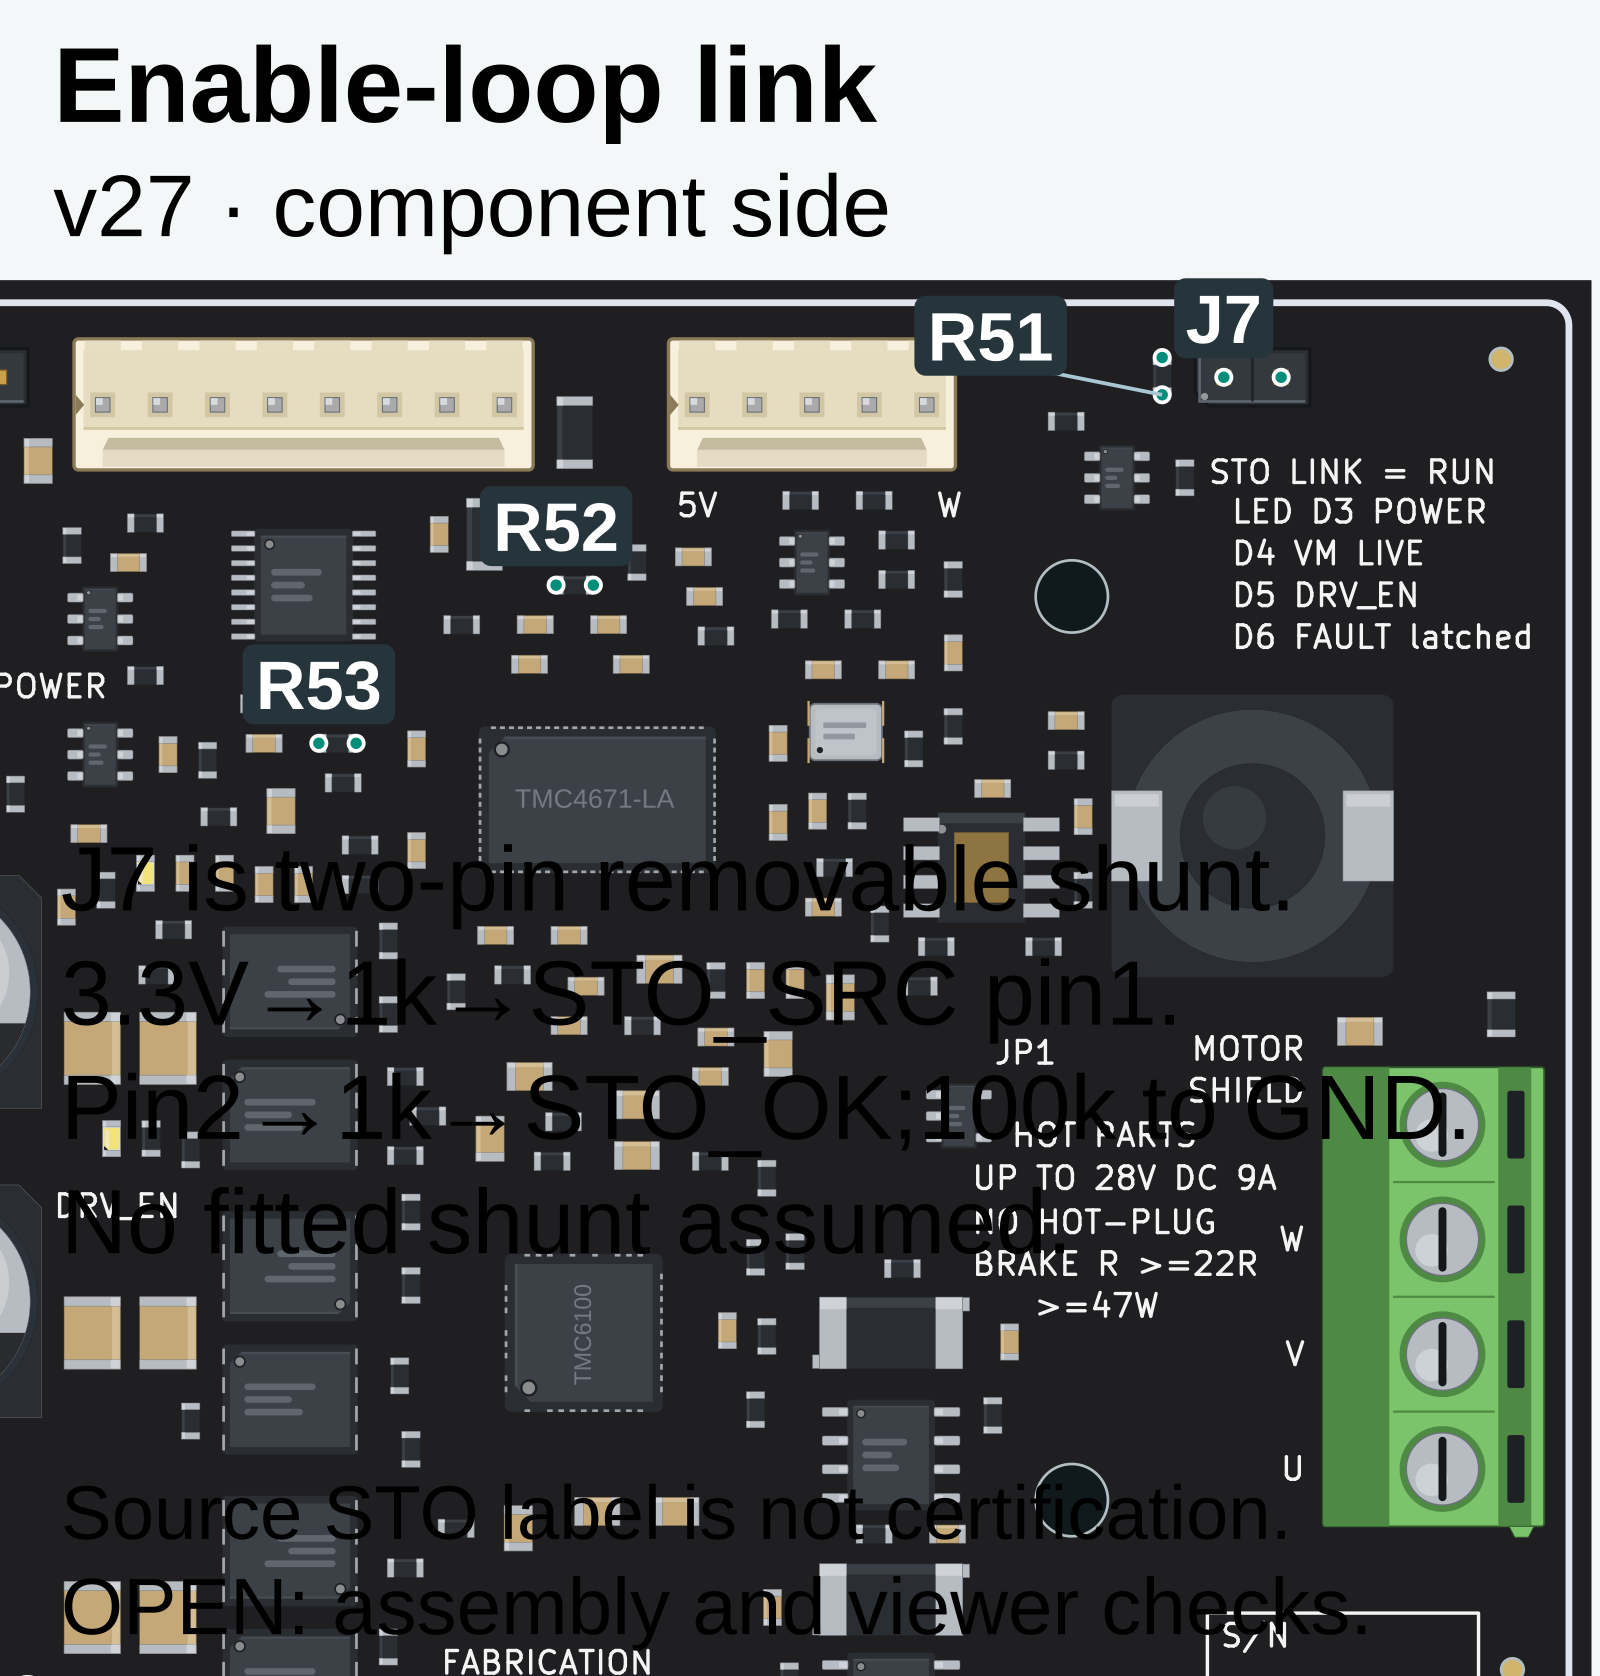 Enable-loop link
v27 · component side
J7
R51
STO LINK = RUN
LED D3 POWER
D4 VM LIVE
D5 DRV_EN
D6 FAULT latched
5V
W
R52
R53
POWER
TMC4671-LA
J7 is two-pin removable shunt.
3.3V→1k→STO_SRC pin1.
JP1
MOTOR
SHIELD
Pin2→1k→STO_OK;100k to GND.
HOT PARTS
UP TO 28V DC 9A
DRV_EN
No fitted shunt assumed.
NO HOT-PLUG
W
BRAKE R >=22R
>=47W
TMC6100
V
U
Source STO label is not certification.
OPEN: assembly and viewer checks.
S/N
FABRICATION